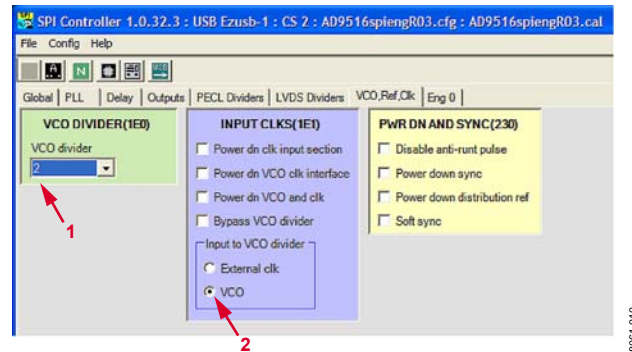 SPI Controller 1.0.32.3 : USB Ezusb-1 : CS 2 : AD9516spiengR03.cfg : AD9516spiengR03.cal
File Config Help
A N
Global PLL Delay Outputs PECL Dividers LVDS Dividers VCO,Ref,Clk Eng 0
VCO DIVIDER(1E0)
VCO divider
2
1
INPUT CLKS(1E1)
Power dn clk input section
Power dn VCO clk interface
Power dn VCO and clk
Bypass VCO divider
Input to VCO divider
External clk
VCO
2
PWR DN AND SYNC(230)
Disable anti-runt pulse
Power down sync
Power down distribution ref
Soft sync